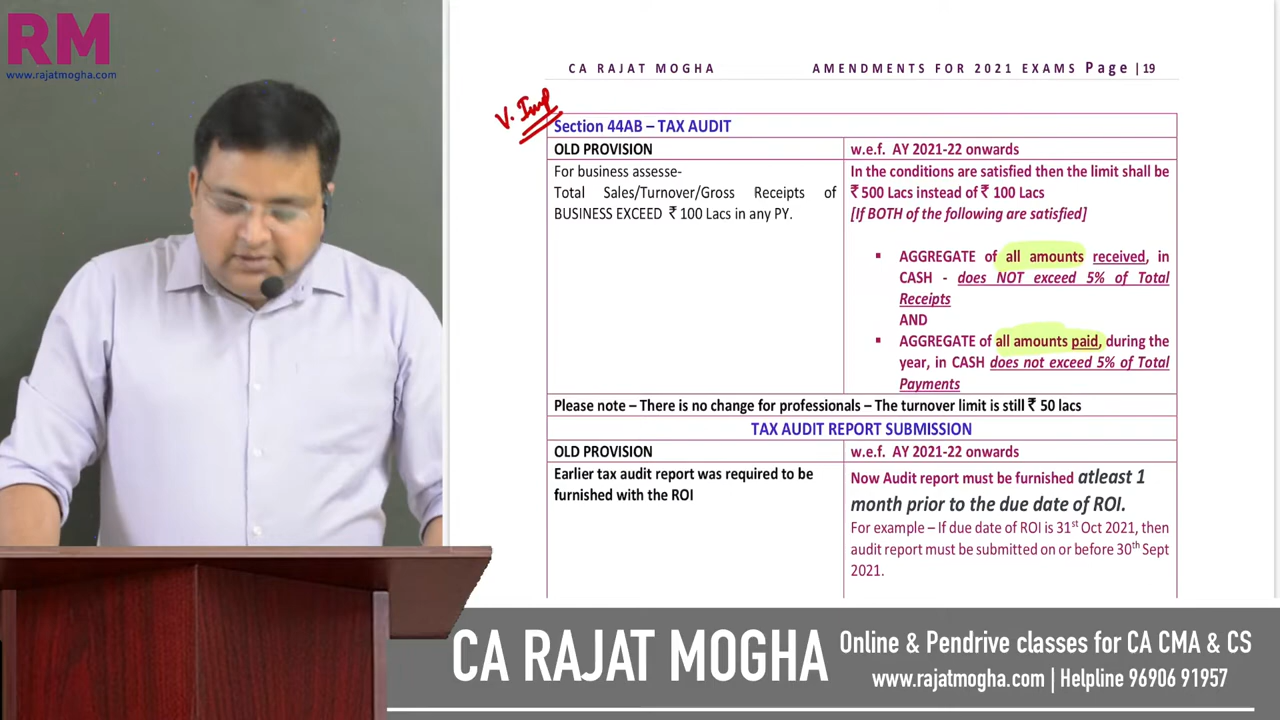 RM
www.rajatmogha.com
CA RAJAT MOGHA AMENDMENTS FOR 2021 EXAMS Page |19
V. Imp
Section 44AB – TAX AUDIT
OLD PROVISION
w.e.f. AY 2021-22 onwards
For business assesse-
Total Sales/Turnover/Gross Receipts of
BUSINESS EXCEED ₹ 100 Lacs in any PY.
In the conditions are satisfied then the limit shall be
₹ 500 Lacs instead of ₹ 100 Lacs
[If BOTH of the following are satisfied]
▪ AGGREGATE of all amounts received, in
CASH - does NOT exceed 5% of Total
Receipts
AND
▪ AGGREGATE of all amounts paid, during the
year, in CASH does not exceed 5% of Total
Payments
Please note – There is no change for professionals – The turnover limit is still ₹ 50 lacs
TAX AUDIT REPORT SUBMISSION
OLD PROVISION
w.e.f. AY 2021-22 onwards
Earlier tax audit report was required to be
furnished with the ROI
Now Audit report must be furnished atleast 1
month prior to the due date of ROI.
For example – If due date of ROI is 31st Oct 2021, then
audit report must be submitted on or before 30th Sept
2021.
CA RAJAT MOGHA
Online & Pendrive classes for CA CMA & CS
www.rajatmogha.com | Helpline 96906 91957